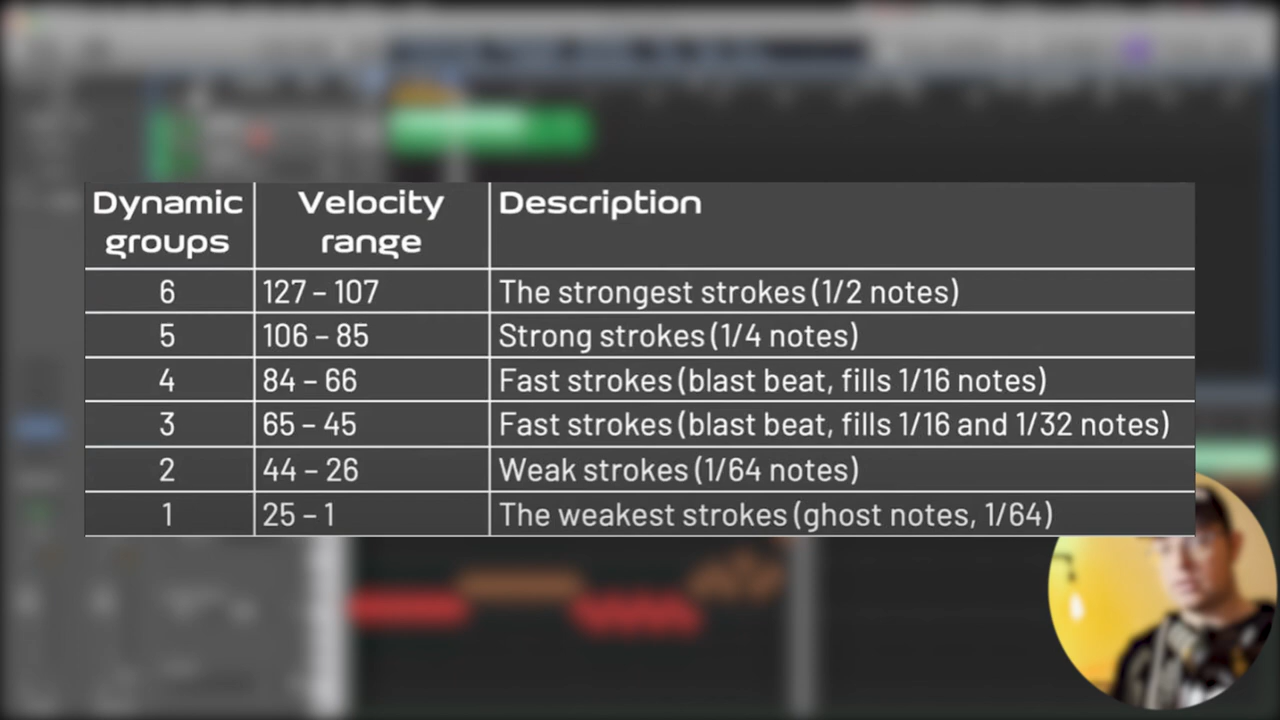 Dynamic groups Velocity range Description
6 127 – 107 The strongest strokes (1/2 notes)
5 106 – 85 Strong strokes (1/4 notes)
4 84 – 66 Fast strokes (blast beat, fills 1/16 notes)
3 65 – 45 Fast strokes (blast beat, fills 1/16 and 1/32 notes)
2 44 – 26 Weak strokes (1/64 notes)
1 25 – 1 The weakest strokes (ghost notes, 1/64)